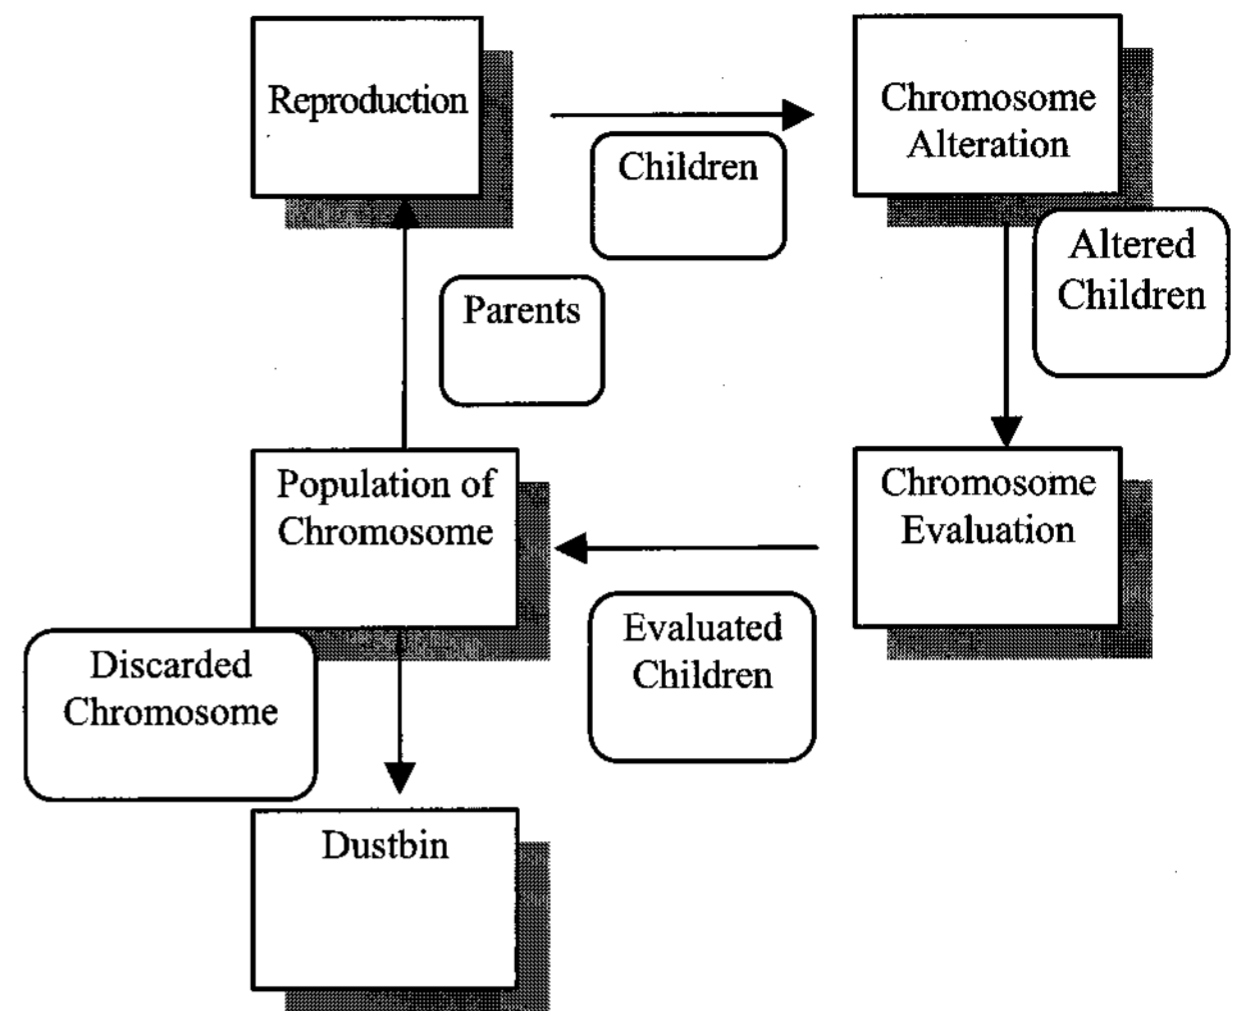 Reproduction
Chromosome
Alteration
Children
Altered
Children
Parents
Population of
Chromosome
Chromosome
Evaluation
Evaluated
Children
Discarded
Chromosome
Dustbin